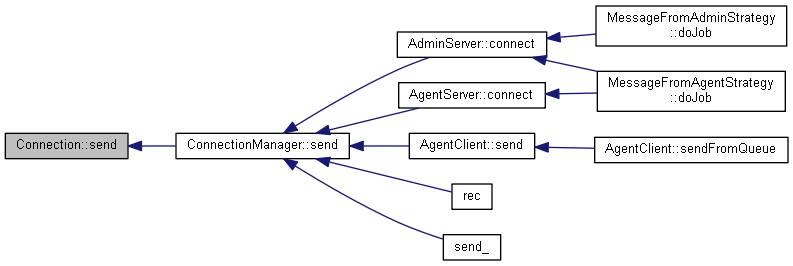 Connection::send
ConnectionManager::send
AdminServer::connect
MessageFromAdminStrategy
::doJob
AgentServer::connect
MessageFromAgentStrategy
::doJob
AgentClient::send
AgentClient::sendFromQueue
rec
send_